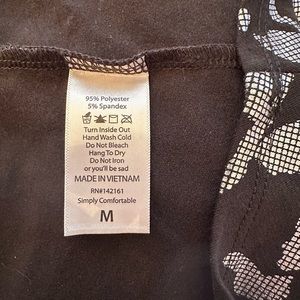 95% Polyester
5% Spandex
Turn Inside Out
Hand Wash Cold
Do Not Bleach
Hang To Dry
Do Not Iron
or you'll be sad
MADE IN VIETNAM
RN#142161
Simply Comfortable
M